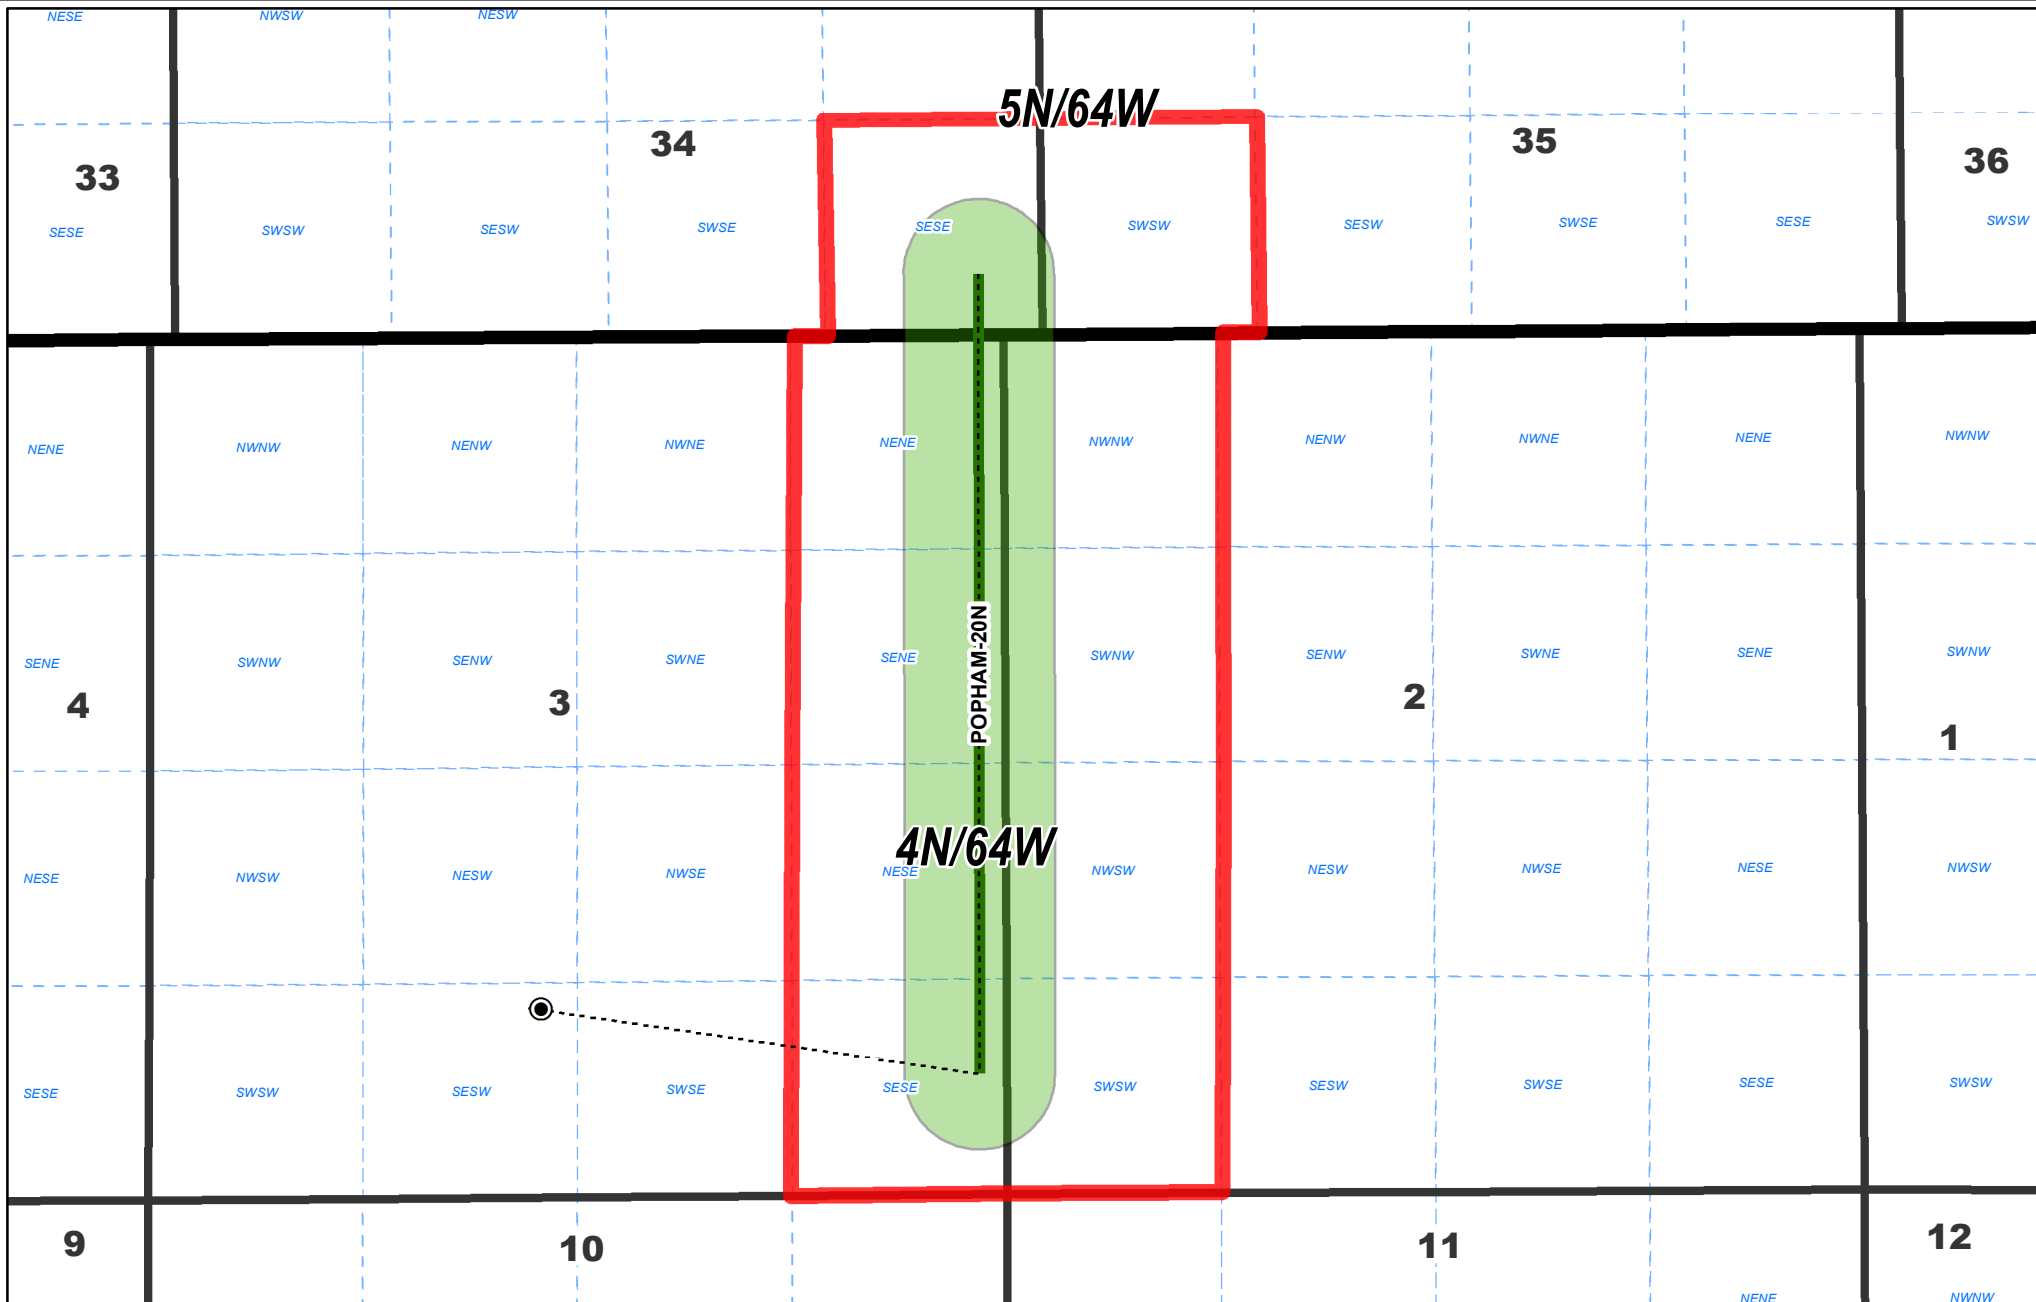 NESE NWSW NESW
5N/64W
33 34 35 36
SESE SWSW SESW SWSE SESE SWSW SESW SWSE SESE SWSW
NENE NWNW NENW NWNE NENE NWNW NENW NWNE NENE NWNW
SENE SWNW SENW SWNE SENE SWNW SENW SWNE SENE SWNW
POPHAM-20N
4 3 2 1
4N/64W
NESE NWSW NESW NWSE NESE NWSW NESW NWSE NESE NWSW
SESE SWSW SESW SWSE SESE SWSW SESW SWSE SESE SWSW
9 10 11 12
NENE NWNW